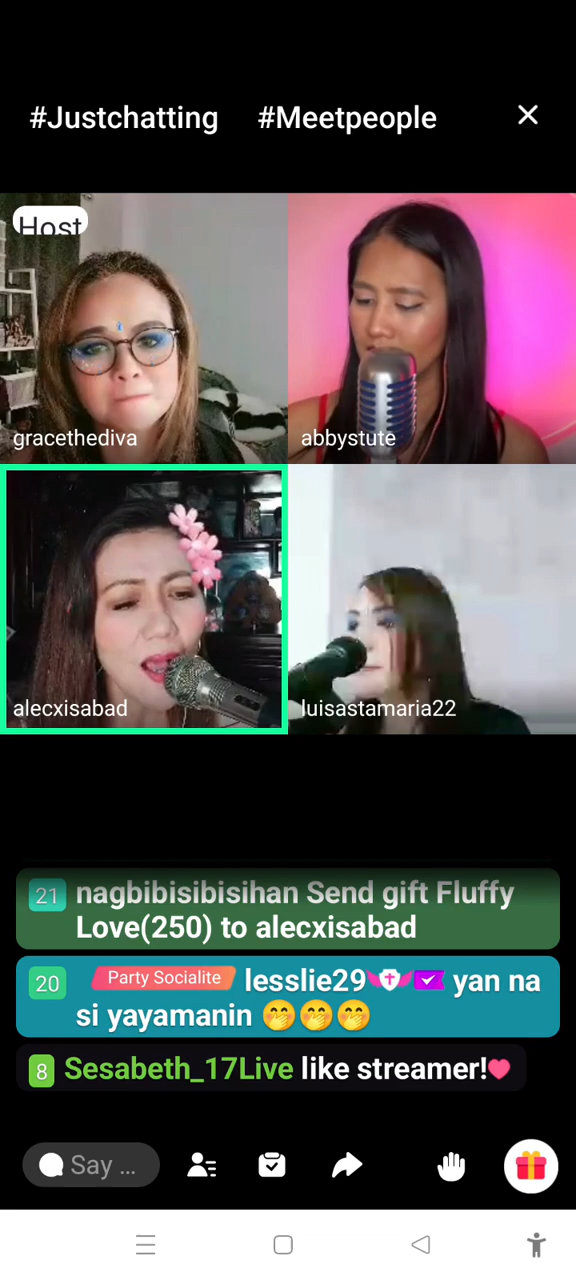 #Justchatting #Meetpeople
Host
gracethediva
abbystute
alecxisabad
luisastamaria22
21 nagbibisibisihan Send gift Fluffy
Love(250) to alecxisabad
20 Party Socialite lesslie29 yan na
si yayamanin 🤭🤭🤭
8 Sesabeth_17Live like streamer!
Say ...